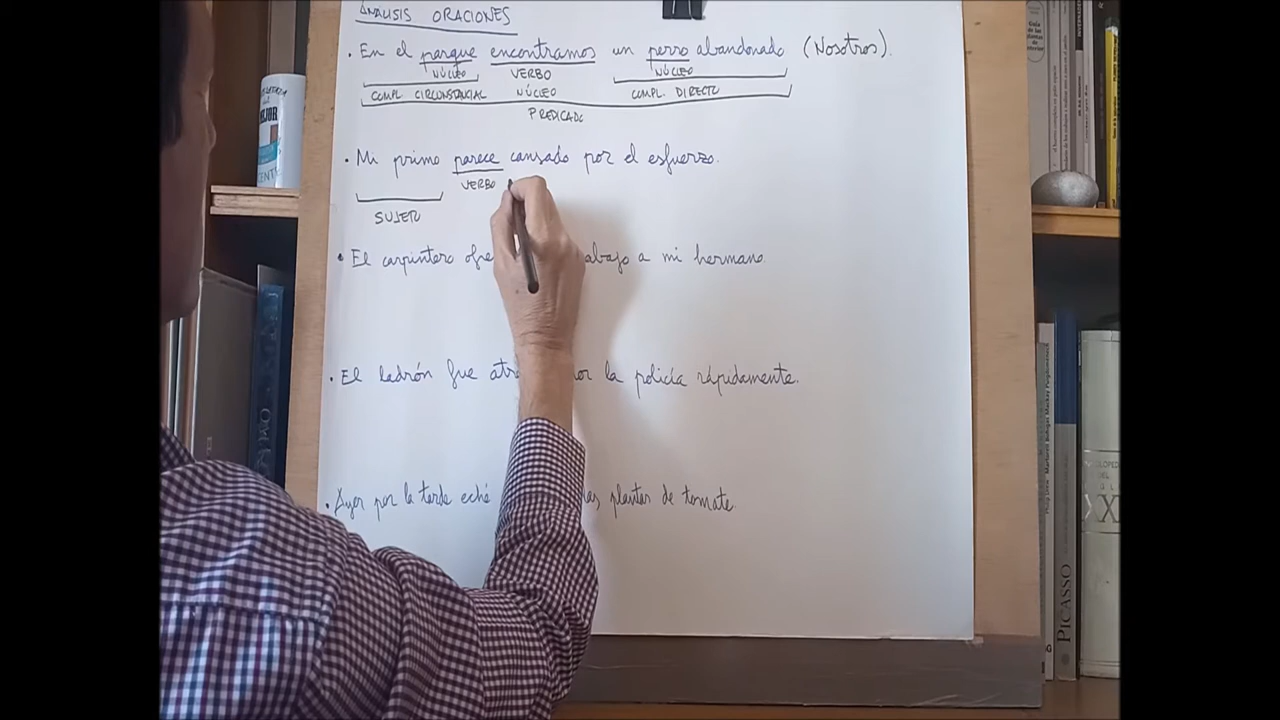 ANÁLISIS ORACIONES
• En el parque encontramos un perro abandonado (Nosotros).
NÚCLEO VERBO NÚCLEO
COMPL CIRCUNSTANCIAL NÚCLEO COMPL. DIRECTO
PREDICADO
• Mi primo parece cansado por el esfuerzo.
VERBO
SUJETO
• El carpintero a mi hermano.
• El ladrón fue la policía rápidamente.
• Ayer por la tarde eché plantas de tomate.
PICASSO